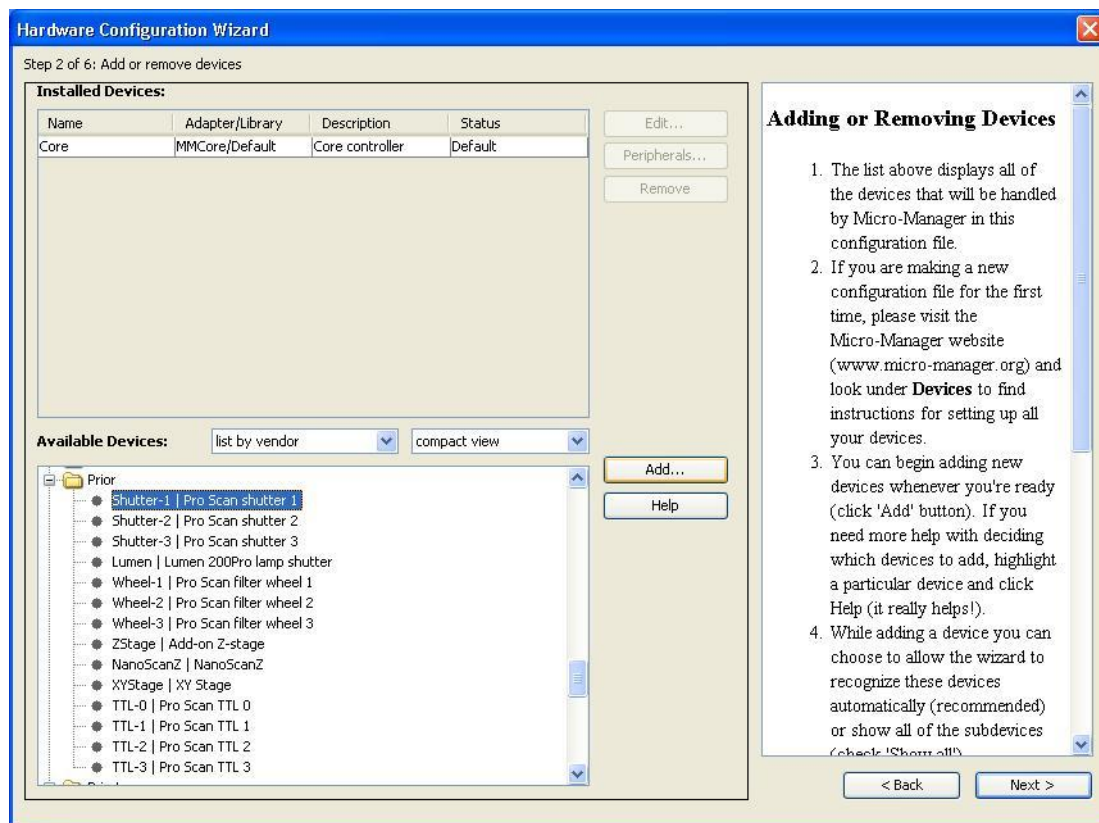 Hardware Configuration Wizard
Step 2 of 6: Add or remove devices
Installed Devices:
Name Adapter/Library Description Status
Core MMCore/Default Core controller Default
Edit...
Peripherals...
Remove
Available Devices: list by vendor compact view
Prior
Shutter-1 | Pro Scan shutter 1
Shutter-2 | Pro Scan shutter 2
Shutter-3 | Pro Scan shutter 3
Lumen | Lumen 200Pro lamp shutter
Wheel-1 | Pro Scan filter wheel 1
Wheel-2 | Pro Scan filter wheel 2
Wheel-3 | Pro Scan filter wheel 3
ZStage | Add-on Z-stage
NanoScanZ | NanoScanZ
XYStage | XY Stage
TTL-0 | Pro Scan TTL 0
TTL-1 | Pro Scan TTL 1
TTL-2 | Pro Scan TTL 2
TTL-3 | Pro Scan TTL 3
Add...
Help
Adding or Removing Devices
1. The list above displays all of
the devices that will be handled
by Micro-Manager in this
configuration file.
2. If you are making a new
configuration file for the first
time, please visit the
Micro-Manager website
(www.micro-manager.org) and
look under Devices to find
instructions for setting up all
your devices.
3. You can begin adding new
devices whenever you're ready
(click 'Add' button). If you
need more help with deciding
which devices to add, highlight
a particular device and click
Help (it really helps!).
4. While adding a device you can
choose to allow the wizard to
recognize these devices
automatically (recommended)
or show all of the subdevices
(check 'Show all')
< Back
Next >